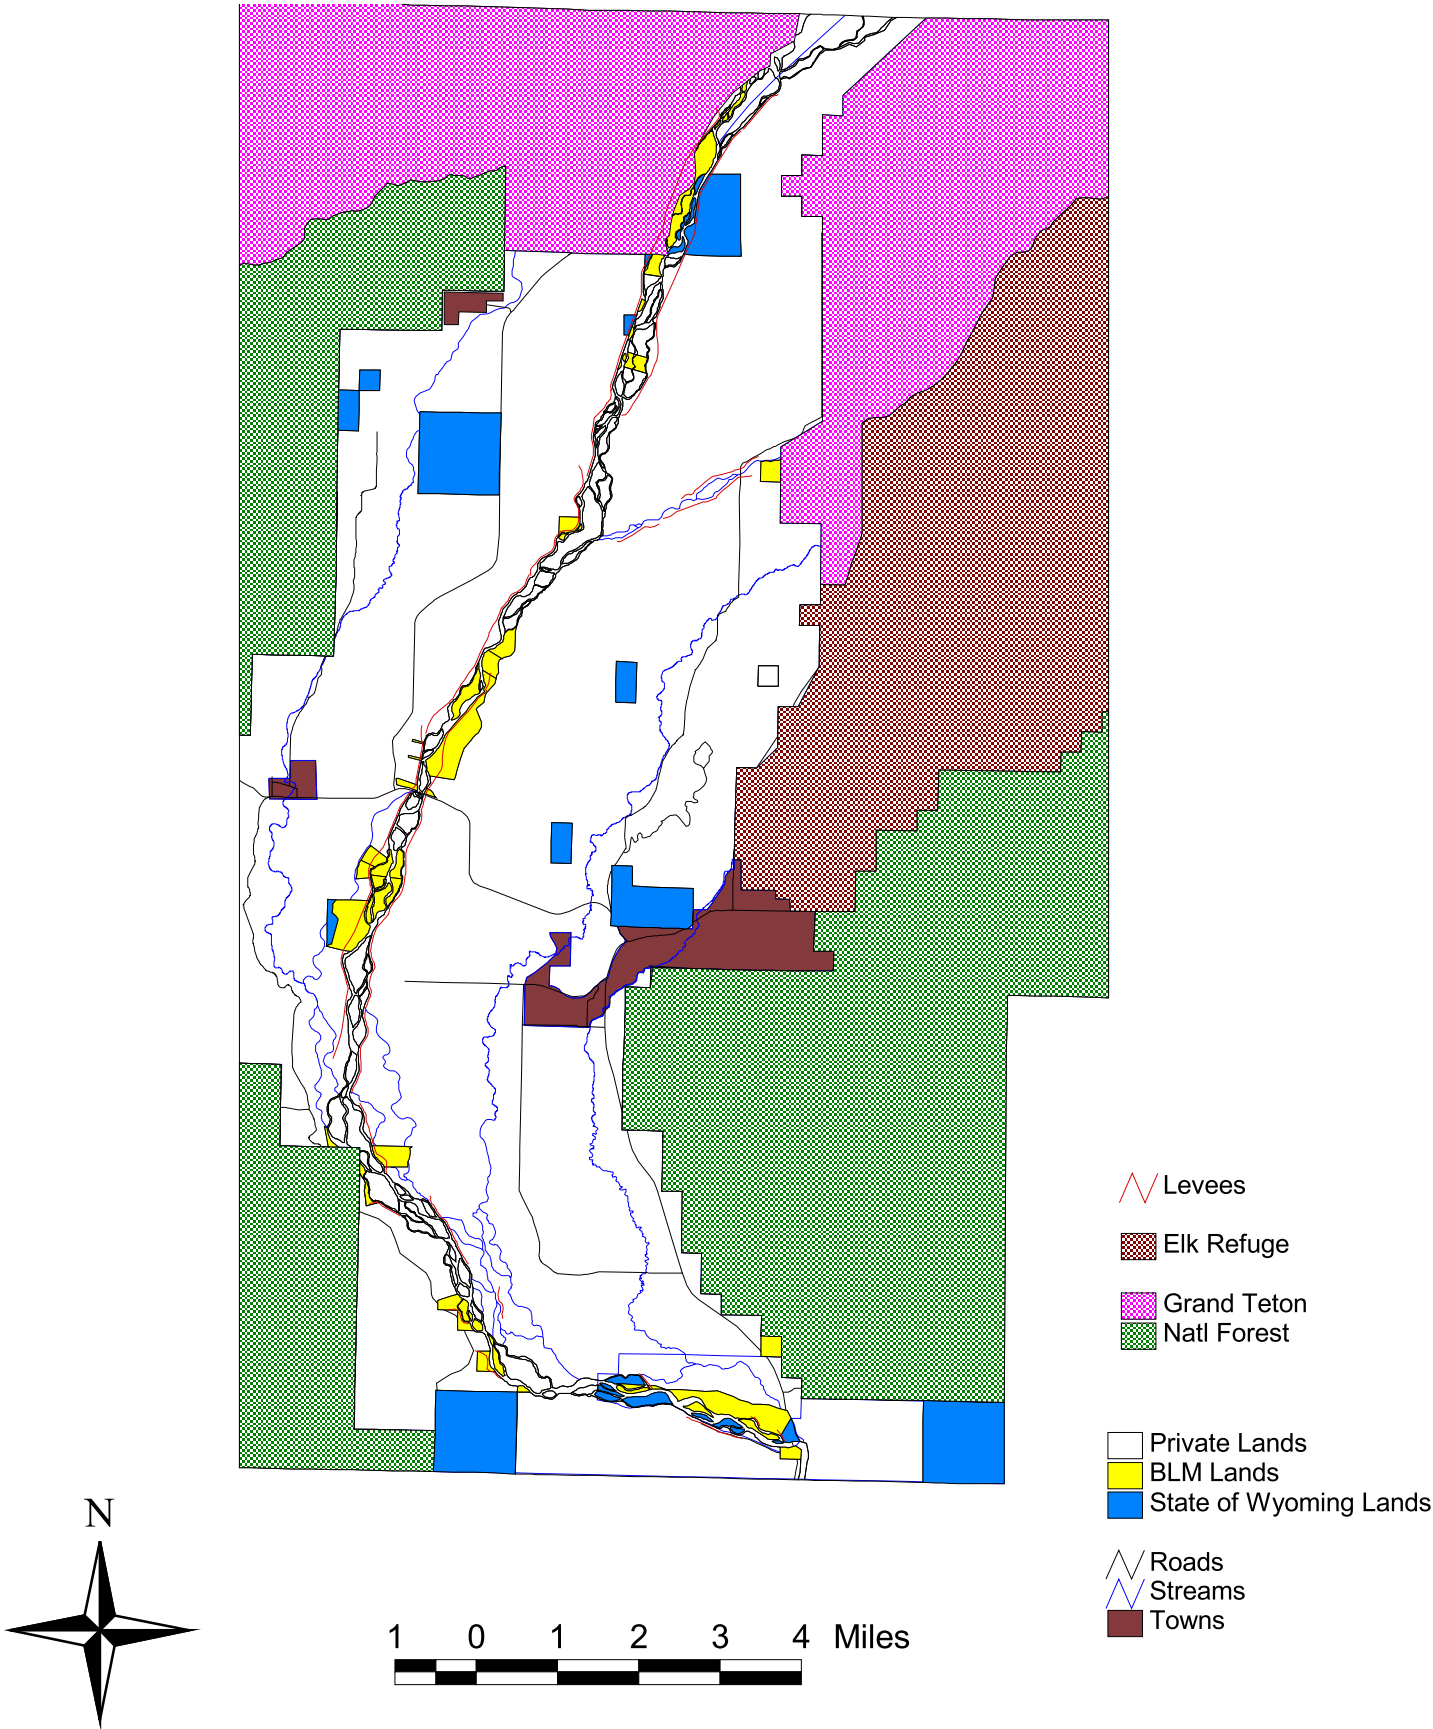 Levees
Elk Refuge
Grand Teton
Natl Forest
Private Lands
BLM Lands
State of Wyoming Lands
N
Roads
Streams
Towns
1 0 1 2 3 4 Miles